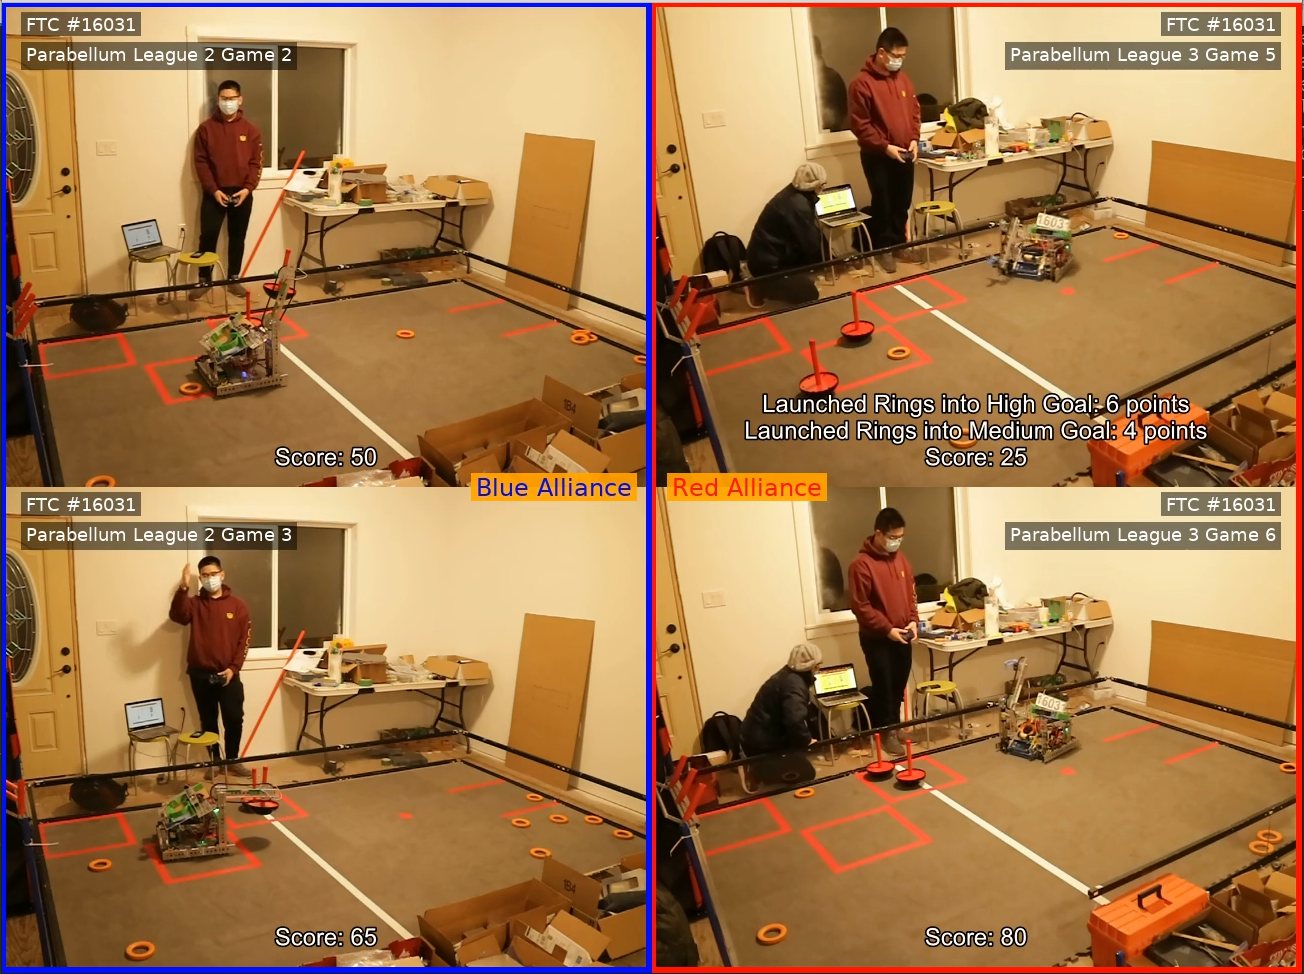 FTC #16031
Parabellum League 2 Game 2
Score: 50
FTC #16031
Parabellum League 3 Game 5
1603
Launched Rings into High Goal: 6 points
Launched Rings into Medium Goal: 4 points
Score: 25
Blue Alliance
Red Alliance
FTC #16031
Parabellum League 2 Game 3
Score: 65
FTC #16031
Parabellum League 3 Game 6
1603
Score: 80